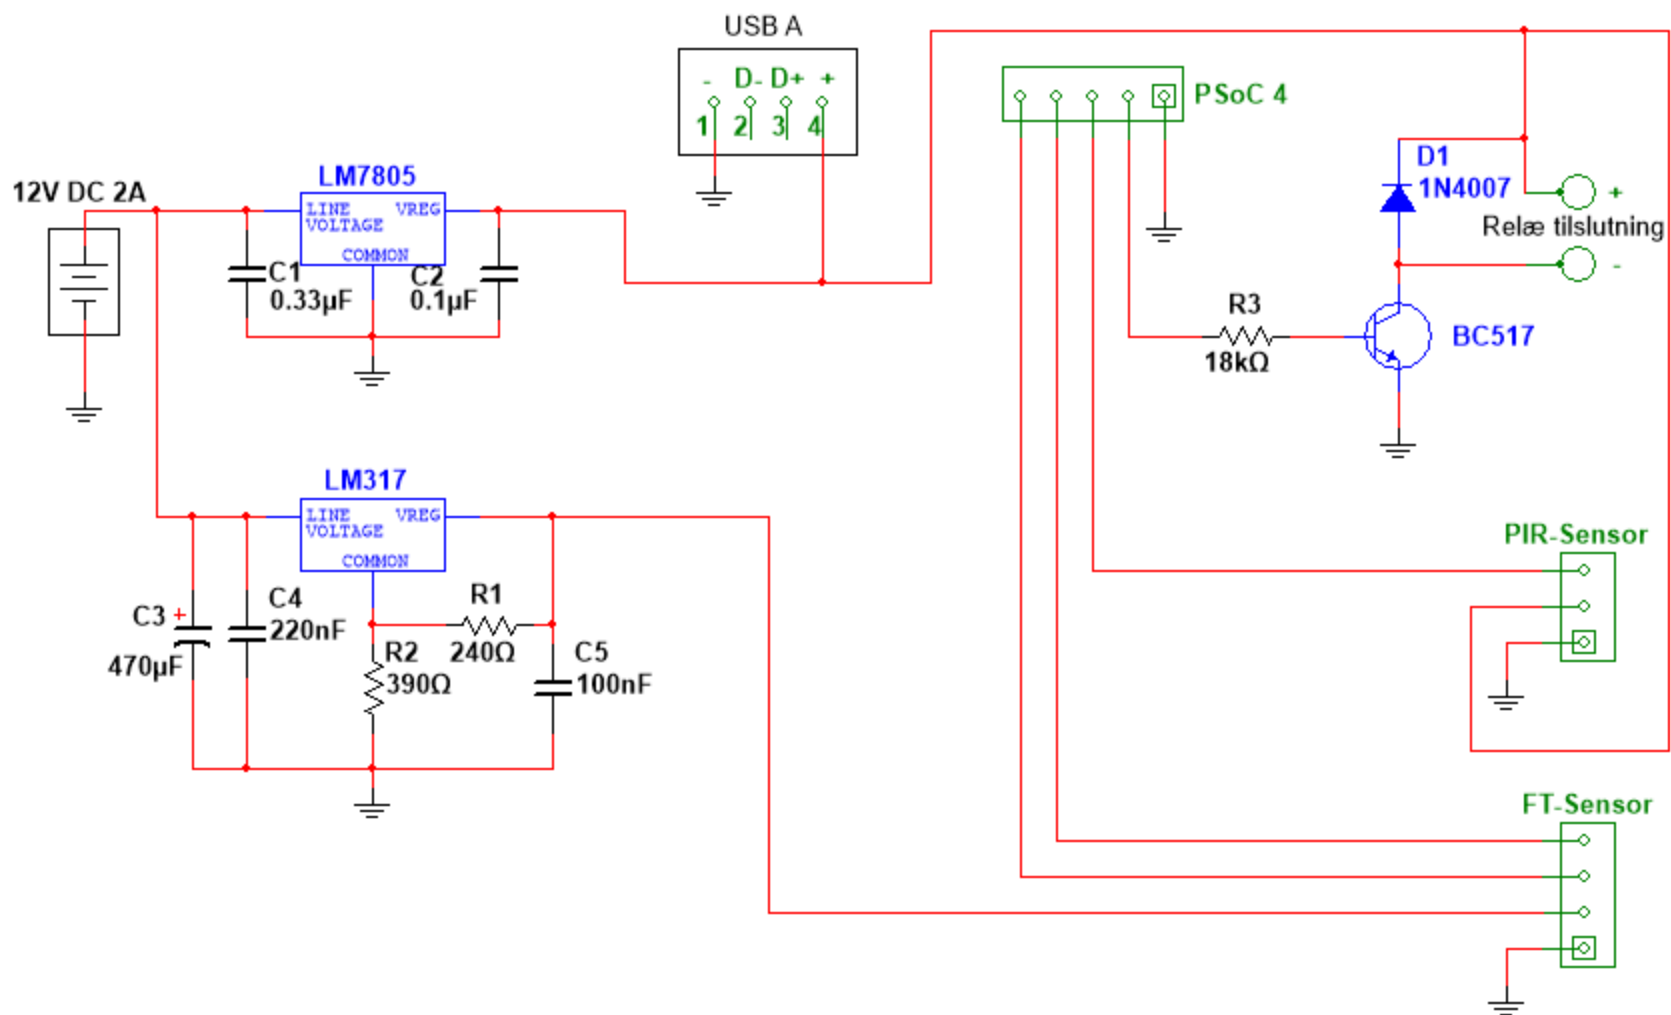 USB A
- D- D+ +
1 2 3 4
PSoC 4
12V DC 2A
LM7805
LINE VREG
VOLTAGE
COMMON
C1
0.33µF
C2
0.1µF
D1
1N4007
+
Relæ tilslutning
-
R3
18kΩ
BC517
LM317
LINE VREG
VOLTAGE
COMMON
C3 +
470µF
C4
220nF
R1
240Ω
R2
390Ω
C5
100nF
PIR-Sensor
FT-Sensor